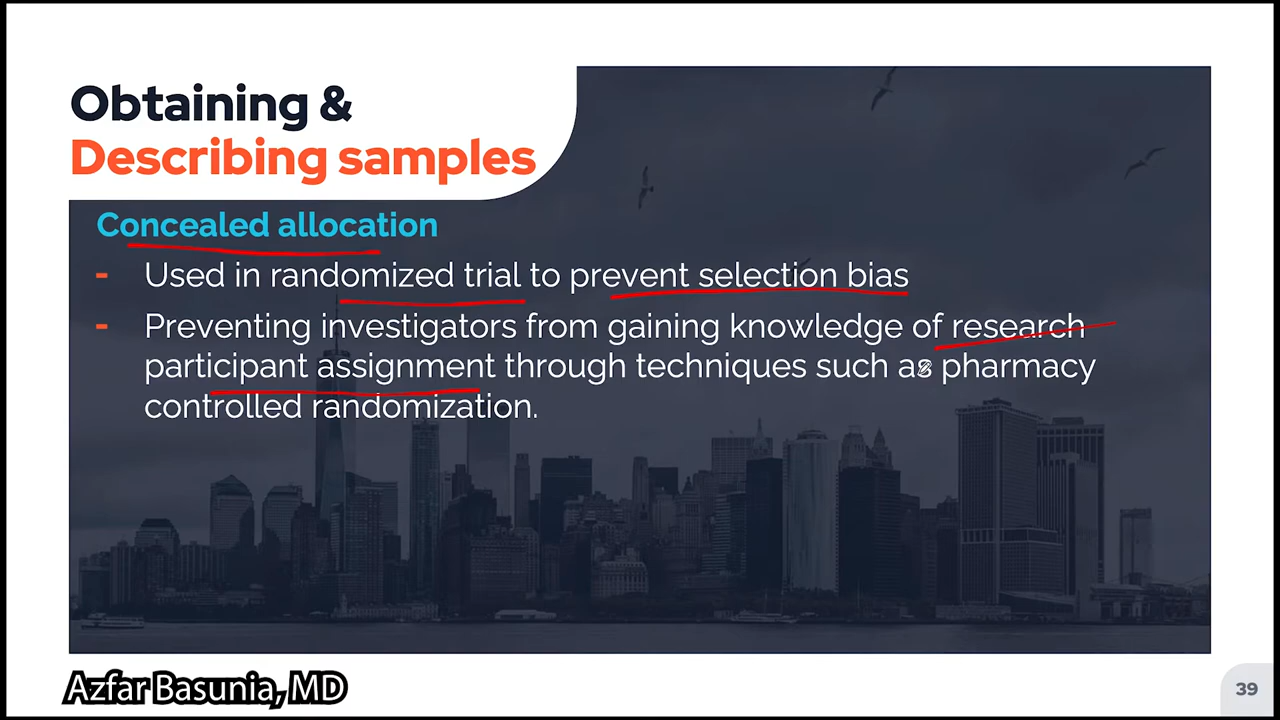 Obtaining &
Describing samples
Concealed allocation
- Used in randomized trial to prevent selection bias
- Preventing investigators from gaining knowledge of research
participant assignment through techniques such as pharmacy
controlled randomization.
Azfar Basunia, MD
39